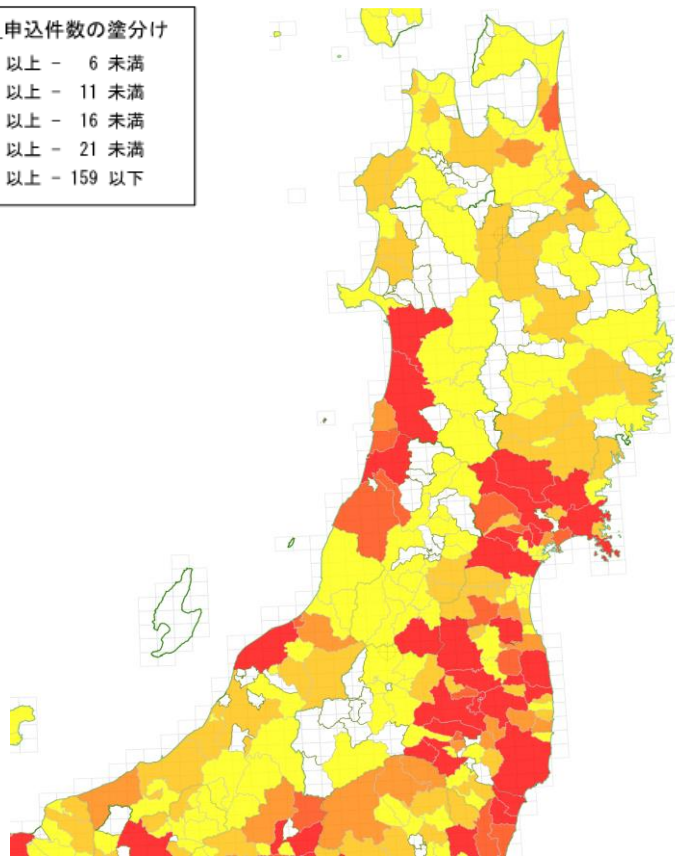 申込件数の塗分け
以上 - 6 未満
以上 - 11 未満
以上 - 16 未満
以上 - 21 未満
以上 - 159 以下